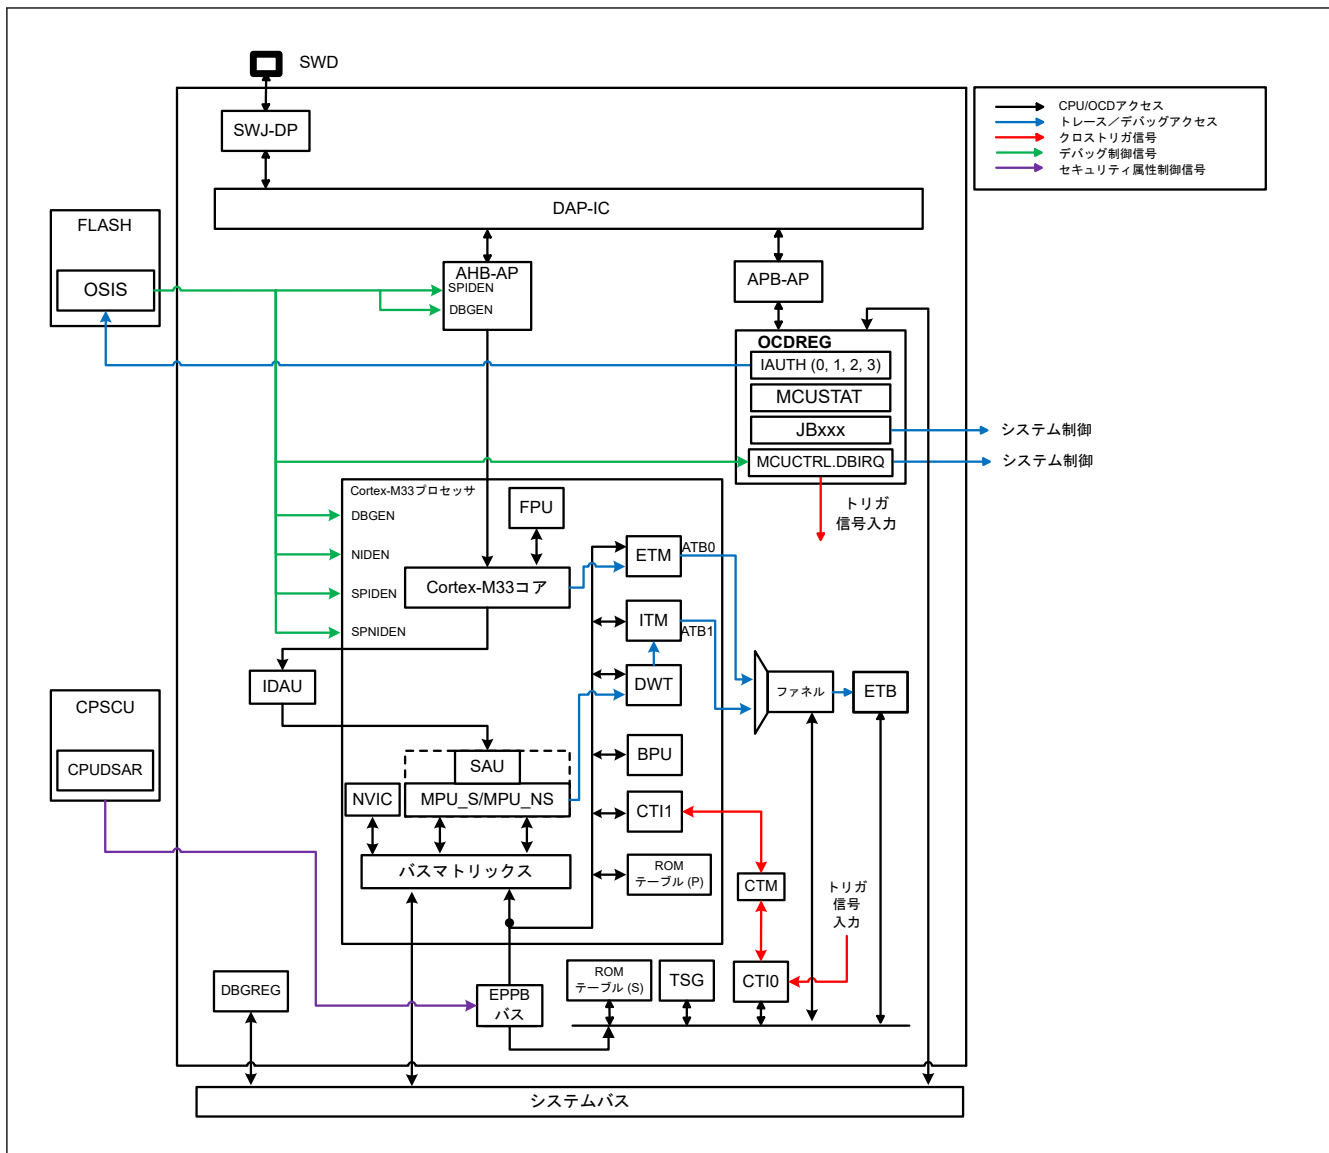 SWD
CPU/OCDアクセス
トレース／デバッグアクセス
クロストリガ信号
デバッグ制御信号
セキュリティ属性制御信号
SWJ-DP
DAP-IC
FLASH
OSIS
AHB-AP
SPIDEN
DBGEN
APB-AP
OCDREG
IAUTH (0, 1, 2, 3)
MCUSTAT
JBxxx
システム制御
MCUCTRL.DBIRQ
システム制御
トリガ
信号入力
Cortex-M33プロセッサ
DBGEN
NIDEN
SPIDEN
SPNIDEN
FPU
Cortex-M33コア
ETM
ATB0
ITM
ATB1
DWT
IDAU
ファネル
ETB
CPSCU
CPUDSAR
SAU
MPU_S/MPU_NS
NVIC
BPU
CTI1
バスマトリックス
ROM
テーブル (P)
CTM
トリガ
信号
入力
DBGREG
EPPB
バス
ROM
テーブル (S)
TSG
CTI0
システムバス